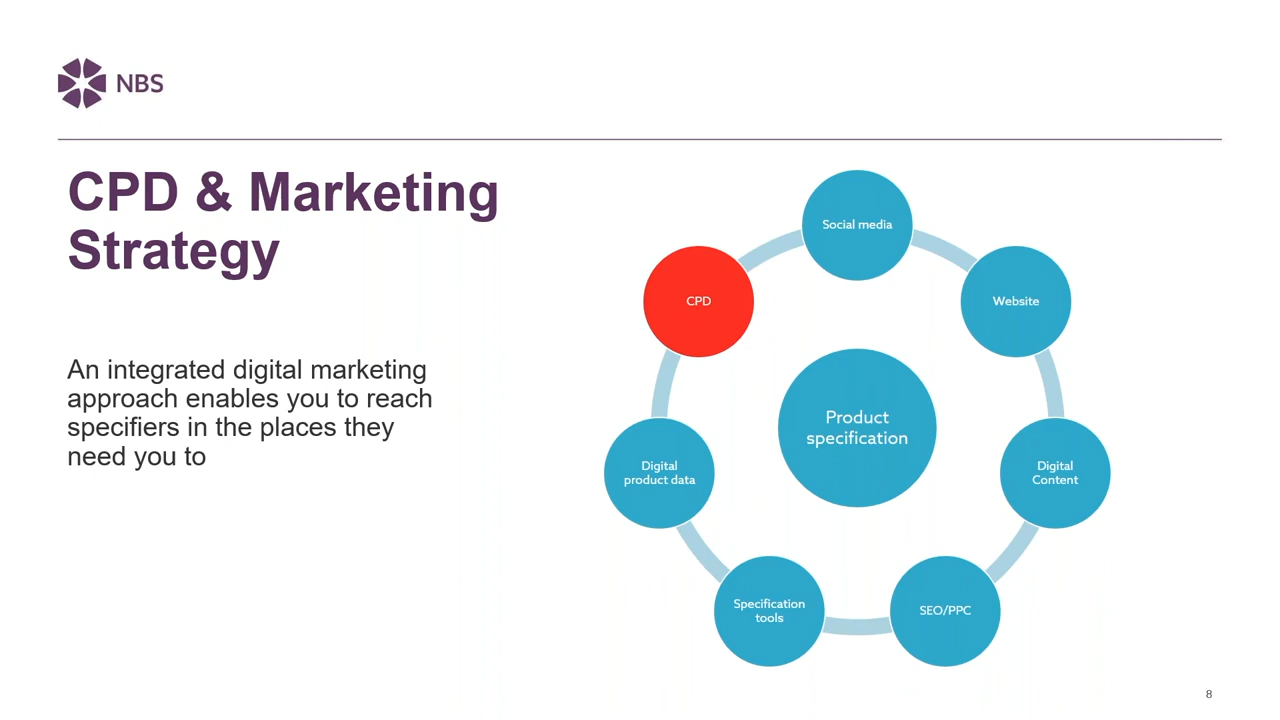 NBS
CPD & Marketing
Strategy
An integrated digital marketing
approach enables you to reach
specifiers in the places they
need you to
Social media
Website
Digital
Content
SEO/PPC
Specification
tools
Digital
product data
CPD
Product
specification
8